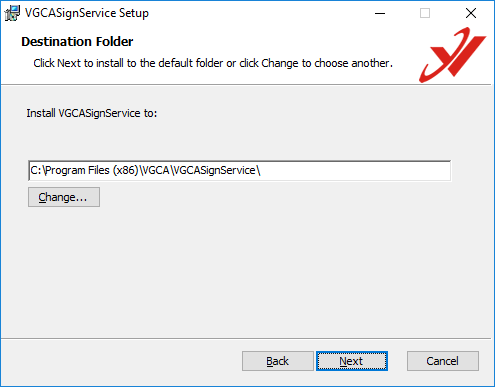 VGCASignService Setup
Destination Folder
Click Next to install to the default folder or click Change to choose another.
Install VGCASignService to:
C:\Program Files (x86)\VGCA\VGCASignService\
Change...
Back
Next
Cancel